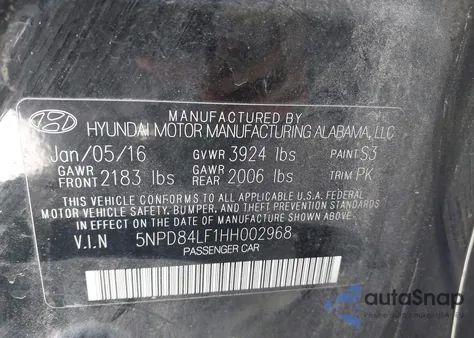 MANUFACTURED BY
HYUNDAI MOTOR MANUFACTURING ALABAMA, LLC
Jan/05/16 GVWR 3924 lbs PAINT S3
GAWR FRONT 2183 lbs GAWR REAR 2006 lbs TRIM PK
THIS VEHICLE CONFORMS TO ALL APPLICABLE U.S.A. FEDERAL
MOTOR VEHICLE SAFETY, BUMPER, AND THEFT PREVENTION STANDARDS
IN EFFECT ON THE DATE OF MANUFACTURE SHOWN ABOVE.
V.I.N 5NPD84LF1HH002968
PASSENGER CAR
autoSnap